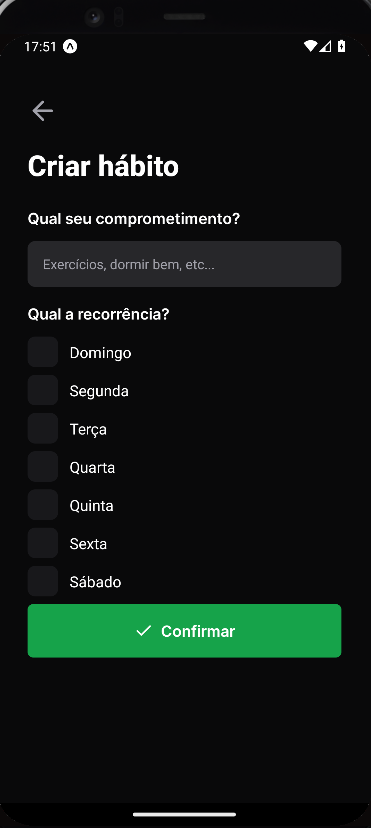 17:51
Criar hábito
Qual seu comprometimento?
Exercícios, dormir bem, etc...
Qual a recorrência?
Domingo
Segunda
Terça
Quarta
Quinta
Sexta
Sábado
Confirmar